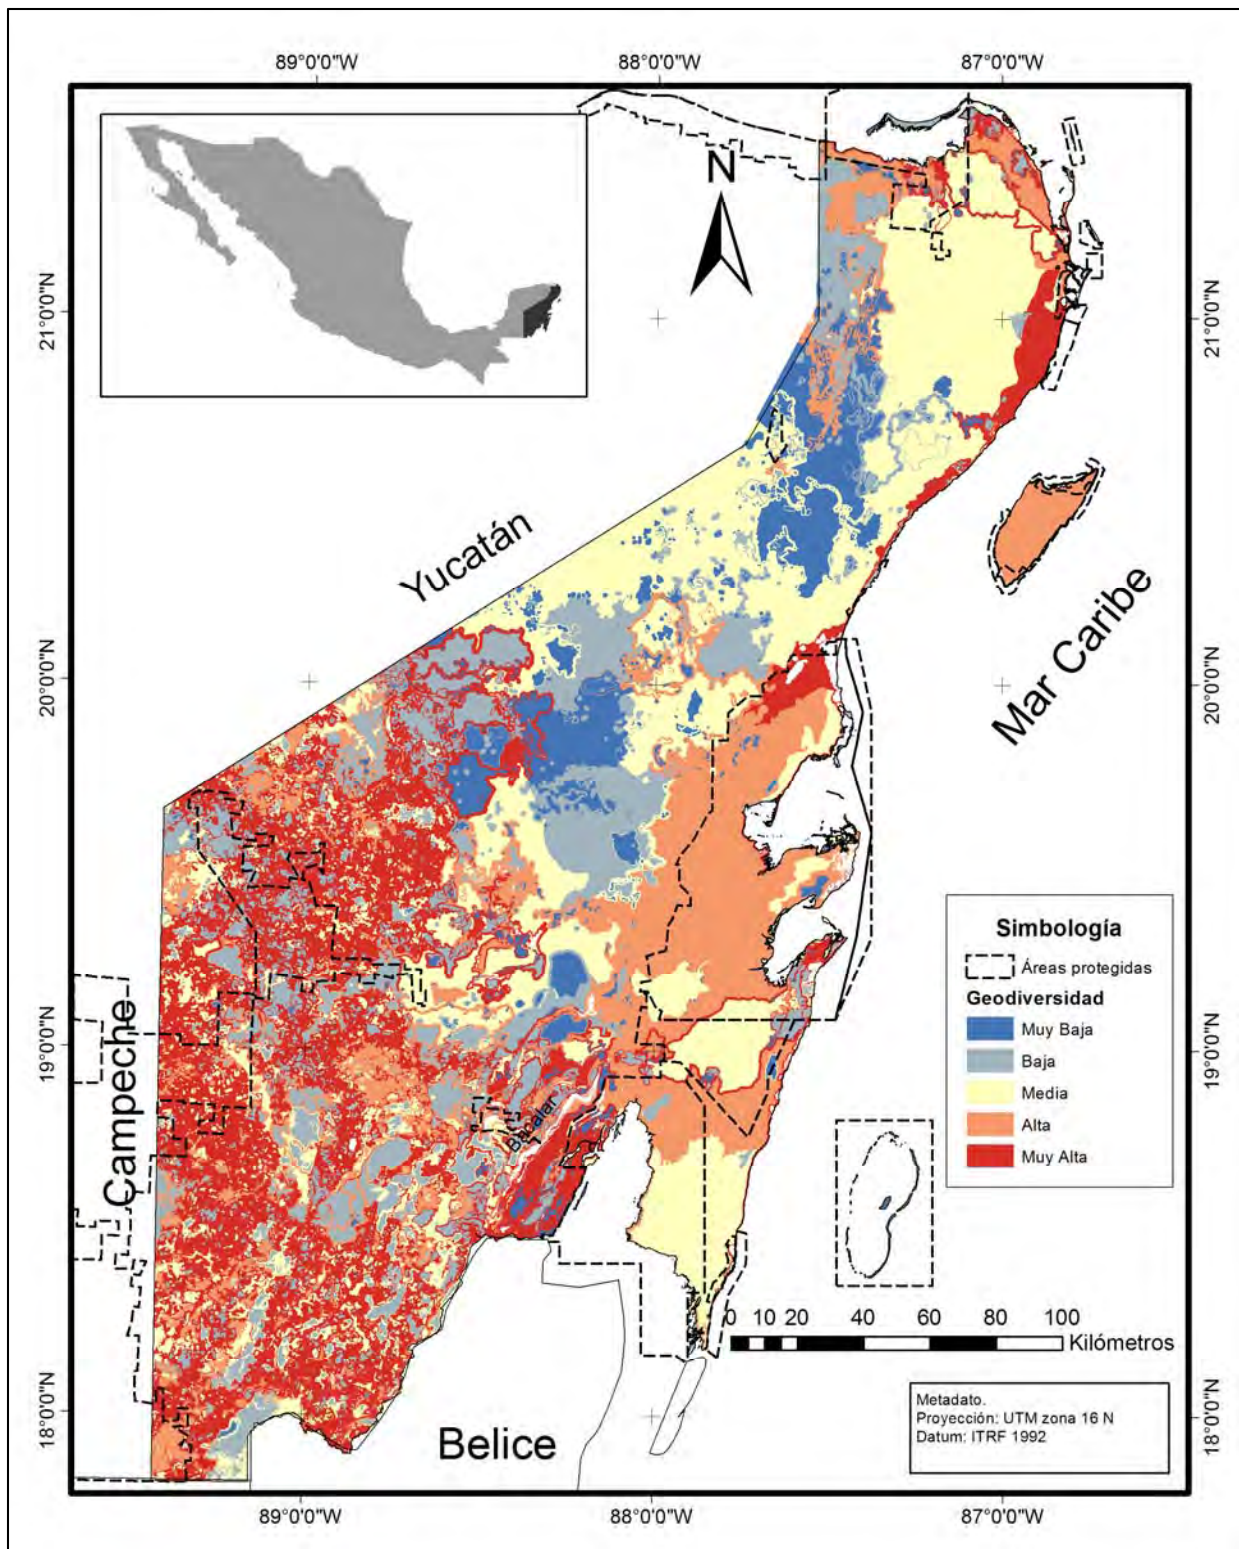 89°0'0"W 88°0'0"W 87°0'0"W
21°0'0"N
21°0'0"N
20°0'0"N
20°0'0"N
19°0'0"N
19°0'0"N
18°0'0"N
18°0'0"N
N
Yucatán
Mar Caribe
Campeche
Bacalar
Belice
Simbología
Áreas protegidas
Geodiversidad
Muy Baja
Baja
Media
Alta
Muy Alta
0 10 20 40 60 80 100
Kilómetros
Metadato.
Proyección: UTM zona 16 N
Datum: ITRF 1992
89°0'0"W 88°0'0"W 87°0'0"W